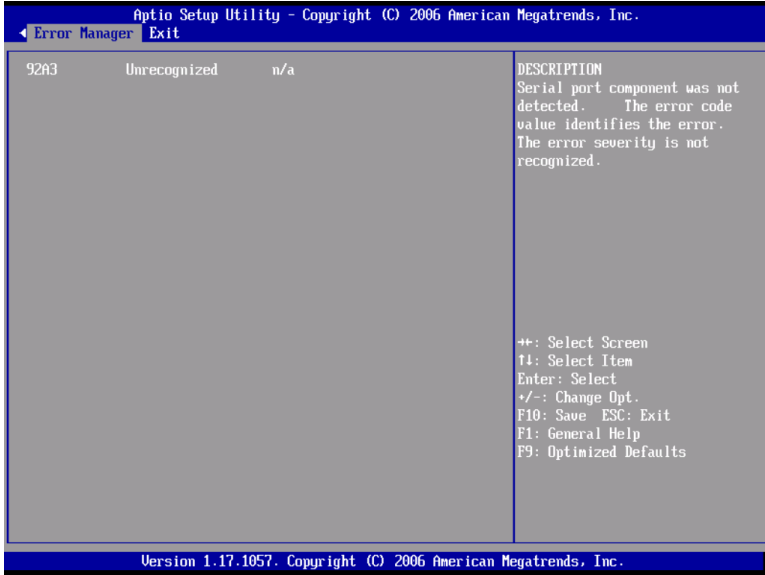 Aptio Setup Utility - Copyright (C) 2006 American Megatrends, Inc.
Error Manager Exit
92A3 Unrecognized n/a
DESCRIPTION
Serial port component was not
detected. The error code
value identifies the error.
The error severity is not
recognized.
→←: Select Screen
↑↓: Select Item
Enter: Select
+/-: Change Opt.
F10: Save ESC: Exit
F1: General Help
F9: Optimized Defaults
Version 1.17.1057. Copyright (C) 2006 American Megatrends, Inc.